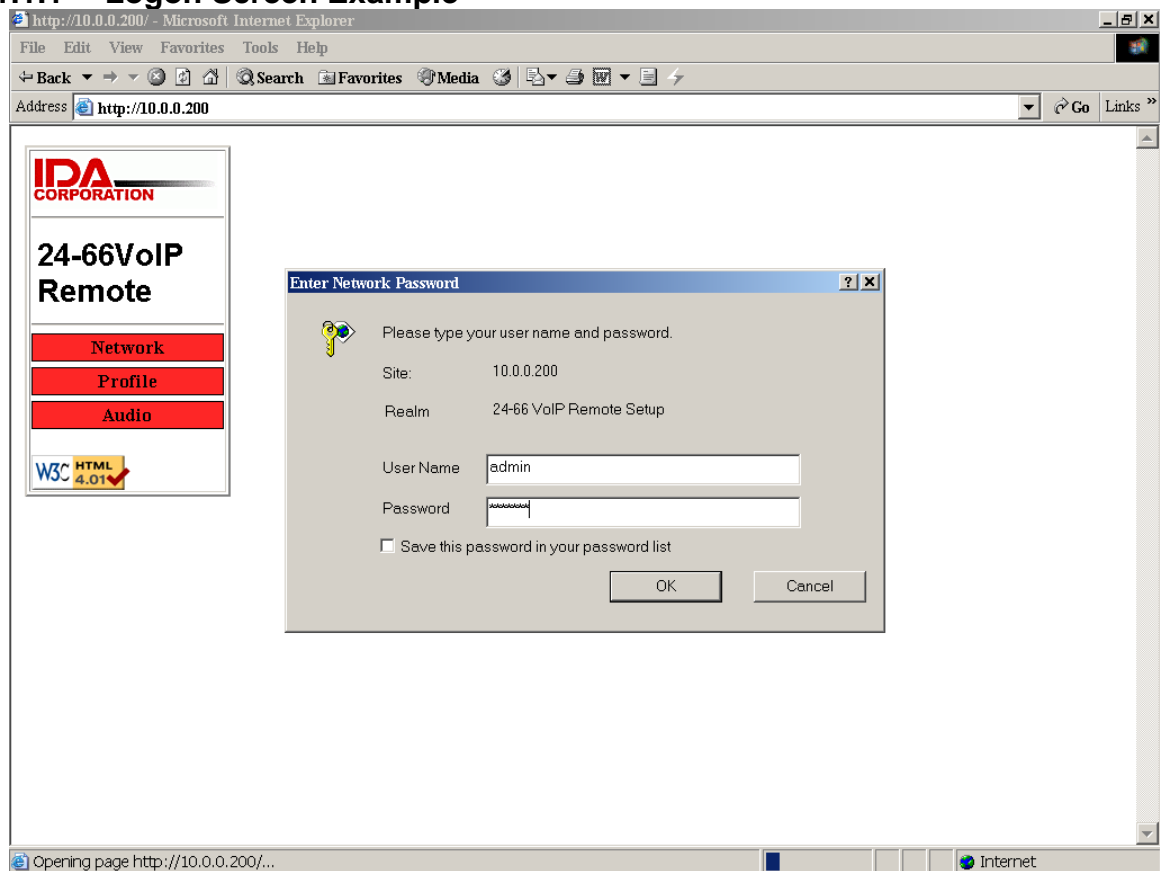 Logon Screen Example
http://10.0.0.200/ - Microsoft Internet Explorer
File Edit View Favorites Tools Help
Back Search Favorites Media
Address http://10.0.0.200 Go Links »
IDA
CORPORATION
24-66VoIP
Remote
Network
Profile
Audio
W3C HTML
4.01
Enter Network Password
Please type your user name and password.
Site: 10.0.0.200
Realm 24-66 VoIP Remote Setup
User Name admin
Password *******
Save this password in your password list
OK Cancel
Opening page http://10.0.0.200/... Internet